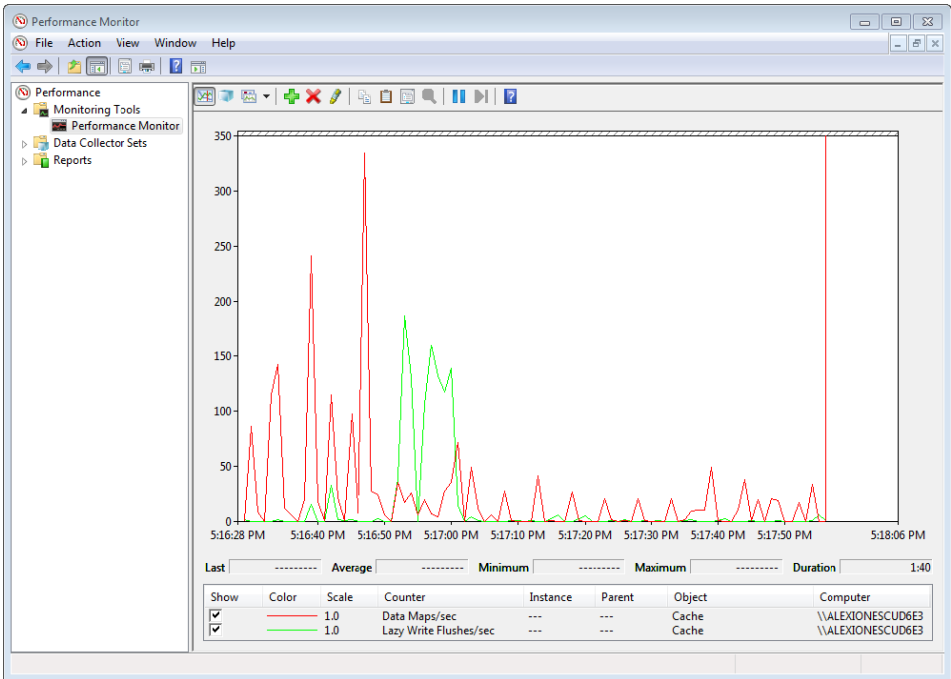 Performance Monitor
File Action View Window Help
Performance
Monitoring Tools
Performance Monitor
Data Collector Sets
Reports
350
300
250
200
150
100
50
0
5:16:28 PM 5:16:40 PM 5:16:50 PM 5:17:00 PM 5:17:10 PM 5:17:20 PM 5:17:30 PM 5:17:40 PM 5:17:50 PM 5:18:06 PM
Last --------- Average --------- Minimum --------- Maximum --------- Duration 1:40
Show Color Scale Counter Instance Parent Object Computer
1.0 Data Maps/sec --- --- Cache \\ALEXIONESCUD6E3
1.0 Lazy Write Flushes/sec --- --- Cache \\ALEXIONESCUD6E3